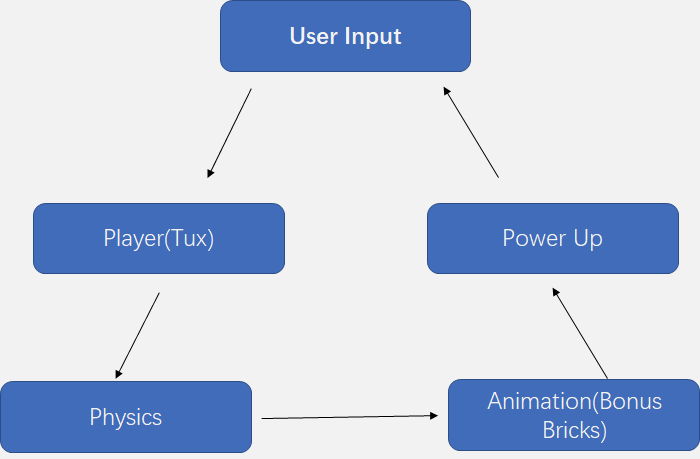 User Input
Player(Tux)
Power Up
Physics
Animation(Bonus
Bricks)